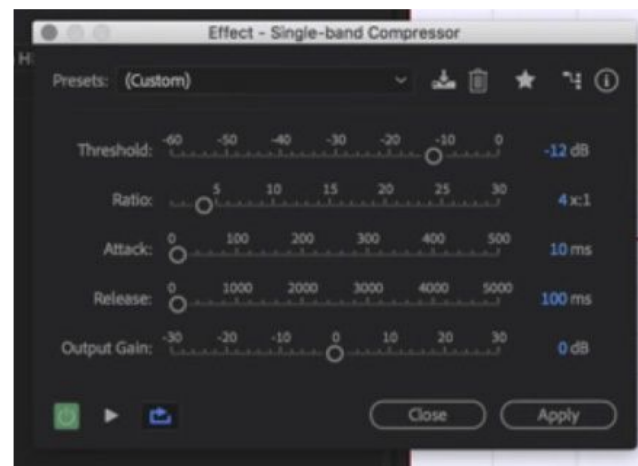 Effect - Single-band Compressor
H
Presets: (Custom)
-60 -50 -40 -30 -20 -10 0
Threshold: -12 dB
5 10 15 20 25 30
Ratio: 4 x:1
0 100 200 300 400 500
Attack: 10 ms
0 1000 2000 3000 4000 5000
Release: 100 ms
-30 -20 -10 0 10 20 30
Output Gain: 0 dB
Close Apply